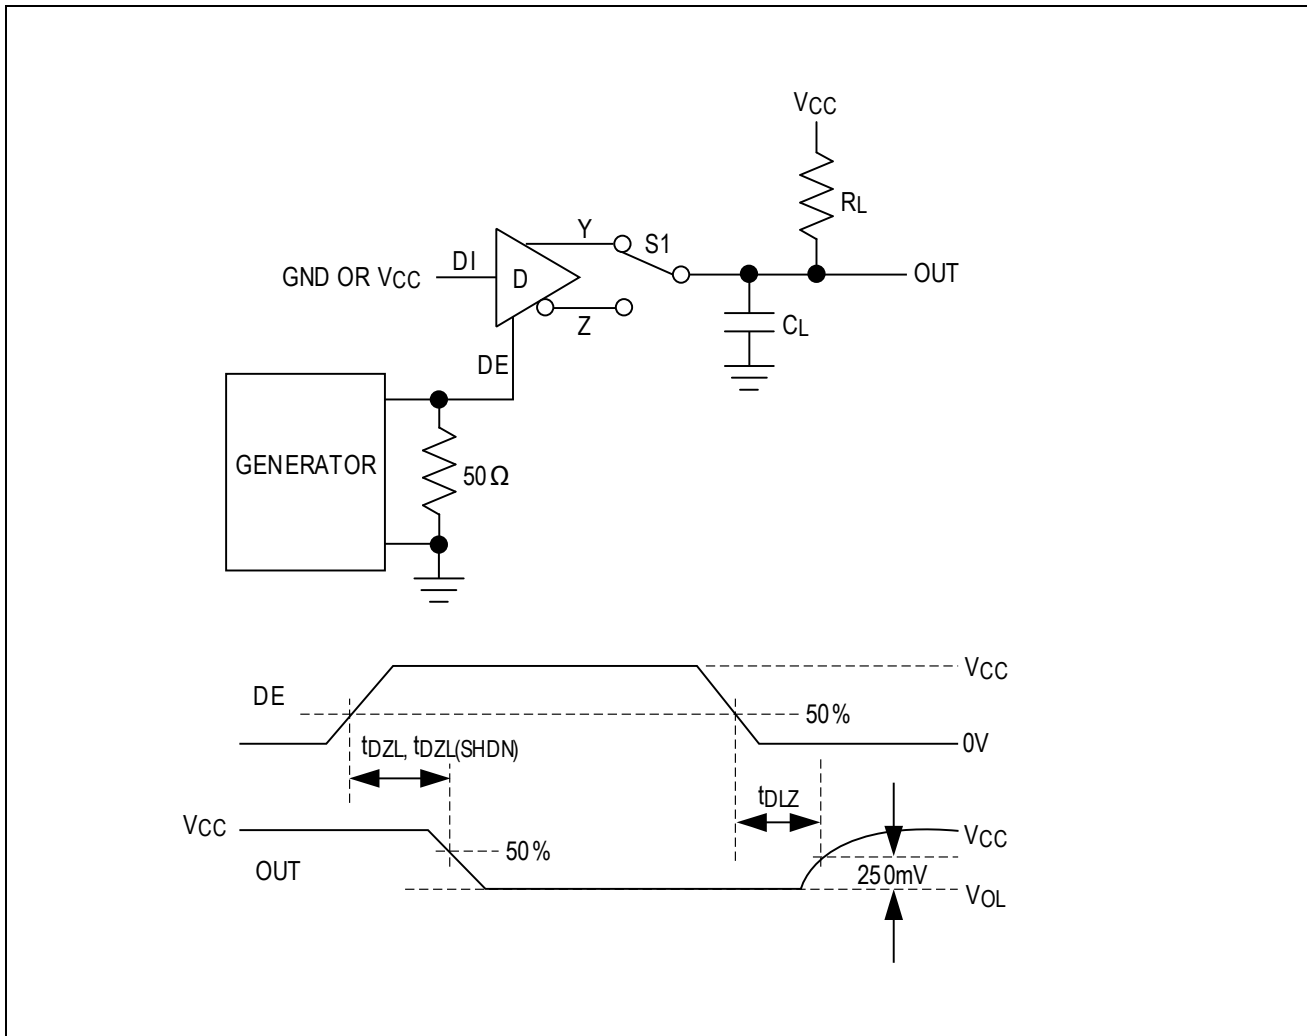 VCC
RL
Y
S1
DI
GND OR VCC
D
OUT
Z
CL
DE
GENERATOR
50Ω
VCC
DE
50%
0V
tDZL, tDZL(SHDN)
tDLZ
VCC
VCC
50%
OUT
250mV
VOL